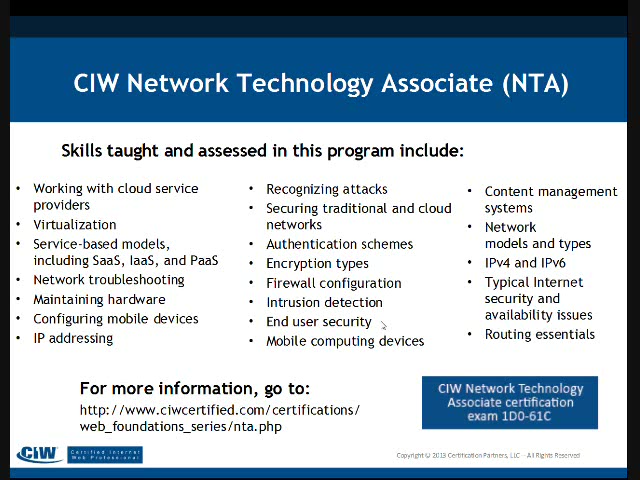 CIW Network Technology Associate (NTA)
Skills taught and assessed in this program include:
• Working with cloud service
providers
• Virtualization
• Service-based models,
including SaaS, IaaS, and PaaS
• Network troubleshooting
• Maintaining hardware
• Configuring mobile devices
• IP addressing
• Recognizing attacks
• Securing traditional and cloud
networks
• Authentication schemes
• Encryption types
• Firewall configuration
• Intrusion detection
• End user security
• Mobile computing devices
• Content management
systems
• Network
models and types
• IPv4 and IPv6
• Typical Internet
security and
availability issues
• Routing essentials
For more information, go to:
http://www.ciwcertified.com/certifications/
web_foundations_series/nta.php
CIW Network Technology
Associate certification
exam 1D0-61C
CIW
Certified Internet
Web Professional
Copyright © 2013 Certification Partners, LLC -- All Rights Reserved